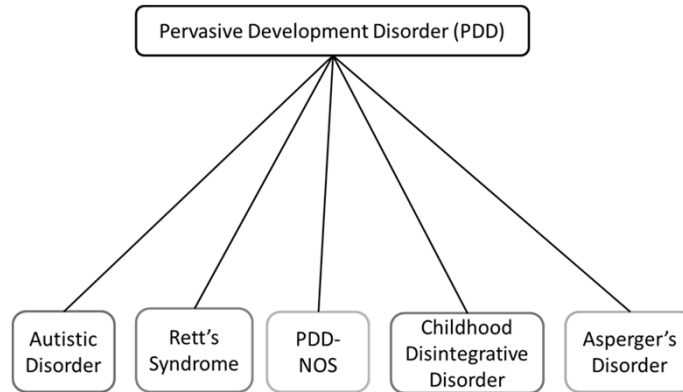 Pervasive Development Disorder (PDD)
Autistic
Disorder
Rett's
Syndrome
PDD-
NOS
Childhood
Disintegrative
Disorder
Asperger's
Disorder